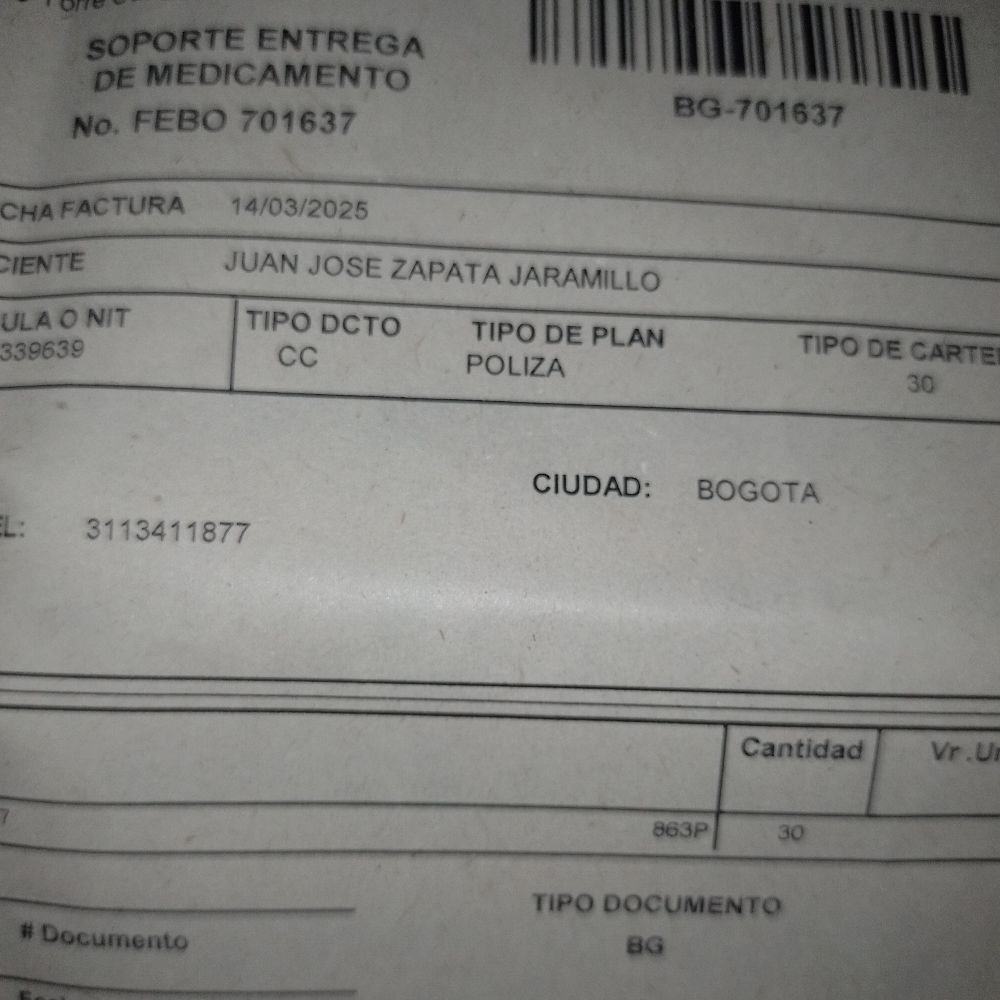 SOPORTE ENTREGA
DE MEDICAMENTO
No. FEBO 701637
BG-701637
CHA FACTURA 14/03/2025
CIENTE JUAN JOSE ZAPATA JARAMILLO
ULA O NIT TIPO DCTO TIPO DE PLAN TIPO DE CARTE
339639 CC POLIZA 30
CIUDAD: BOGOTA
EL: 3113411877
Cantidad Vr .Un
7 863P 30
TIPO DOCUMENTO
# Documento BG